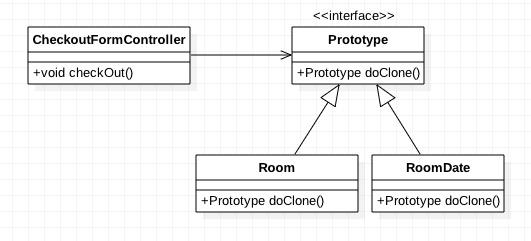 <<interface>>
CheckoutFormController
Prototype
+void checkOut()
+Prototype doClone()
Room
RoomDate
+Prototype doClone()
+Prototype doClone()